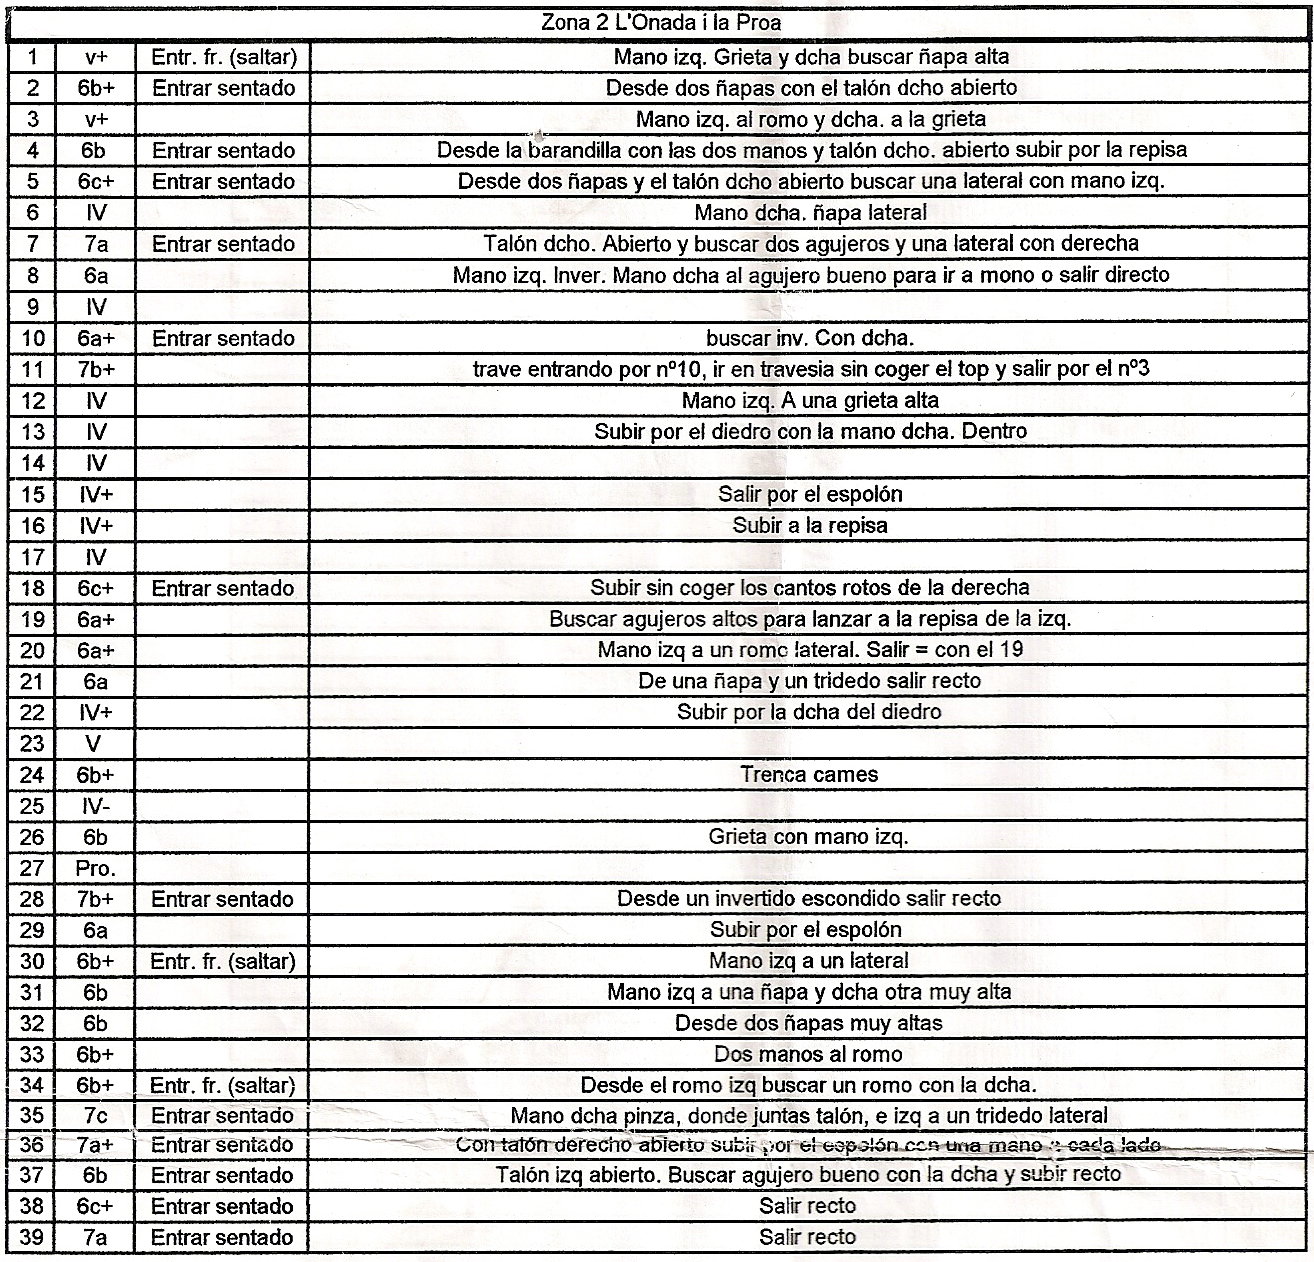 Zona 2 L'Onada i la Proa
1 v+ Entr. fr. (saltar) Mano izq. Grieta y dcha buscar ñapa alta
2 6b+ Entrar sentado Desde dos ñapas con el talón dcho abierto
3 v+ Mano izq. al romo y dcha. a la grieta
4 6b Entrar sentado Desde la barandilla con las dos manos y talón dcho. abierto subir por la repisa
5 6c+ Entrar sentado Desde dos ñapas y el talón dcho abierto buscar una lateral con mano izq.
6 IV Mano dcha. ñapa lateral
7 7a Entrar sentado Talón dcho. Abierto y buscar dos agujeros y una lateral con derecha
8 6a Mano izq. Inver. Mano dcha al agujero bueno para ir a mono o salir directo
9 IV
10 6a+ Entrar sentado buscar inv. Con dcha.
11 7b+ trave entrando por nº10, ir en travesia sin coger el top y salir por el nº3
12 IV Mano izq. A una grieta alta
13 IV Subir por el diedro con la mano dcha. Dentro
14 IV
15 IV+ Salir por el espolón
16 IV+ Subir a la repisa
17 IV
18 6c+ Entrar sentado Subir sin coger los cantos rotos de la derecha
19 6a+ Buscar agujeros altos para lanzar a la repisa de la izq.
20 6a+ Mano izq a un romo lateral. Salir = con el 19
21 6a De una ñapa y un tridedo salir recto
22 IV+ Subir por la dcha del diedro
23 V
24 6b+ Trenca cames
25 IV-
26 6b Grieta con mano izq.
27 Pro.
28 7b+ Entrar sentado Desde un invertido escondido salir recto
29 6a Subir por el espolón
30 6b+ Entr. fr. (saltar) Mano izq a un lateral
31 6b Mano izq a una ñapa y dcha otra muy alta
32 6b Desde dos ñapas muy altas
33 6b+ Dos manos al romo
34 6b+ Entr. fr. (saltar) Desde el romo izq buscar un romo con la dcha.
35 7c Entrar sentado Mano dcha pinza, donde juntas talón, e izq a un tridedo lateral
36 7a+ Entrar sentado Con talón derecho abierto subir por el espolón con una mano a cada lado
37 6b Entrar sentado Talón izq abierto. Buscar agujero bueno con la dcha y subir recto
38 6c+ Entrar sentado Salir recto
39 7a Entrar sentado Salir recto